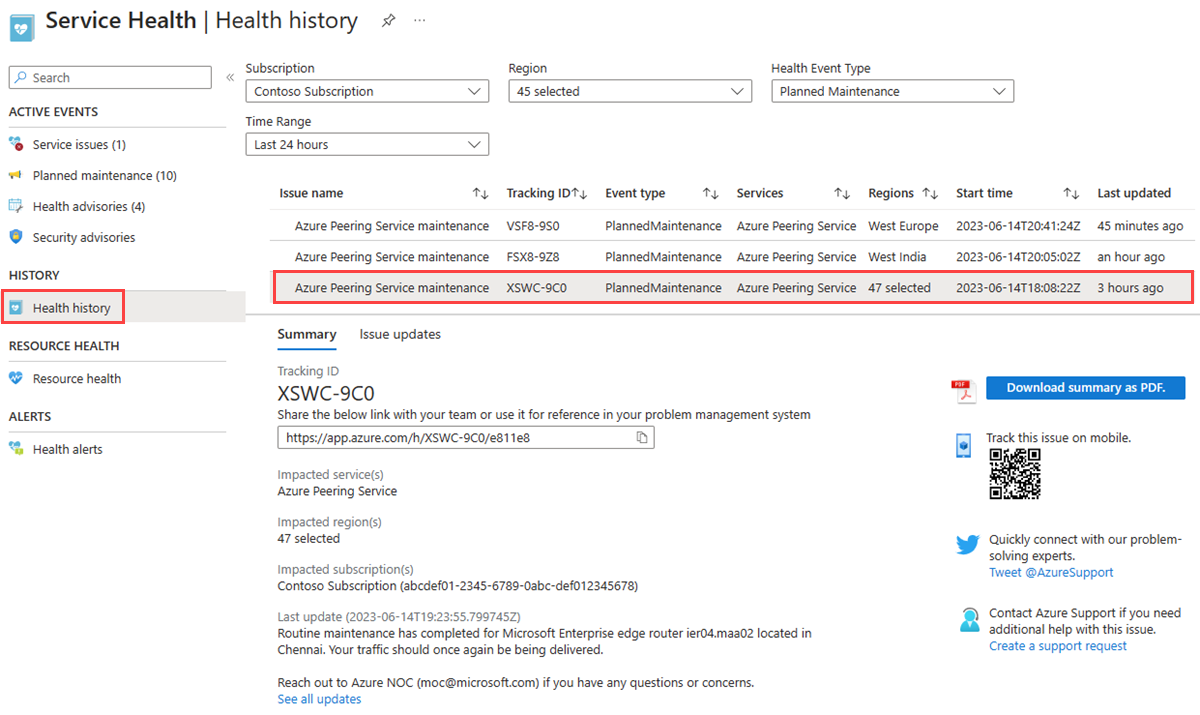 Service Health | Health history ...
Search
«
ACTIVE EVENTS
Service issues (1)
Planned maintenance (10)
Health advisories (4)
Security advisories
HISTORY
Health history
RESOURCE HEALTH
Resource health
ALERTS
Health alerts
Subscription Region Health Event Type
Contoso Subscription 45 selected Planned Maintenance
Time Range
Last 24 hours
Issue name Tracking ID Event type Services Regions Start time Last updated
Azure Peering Service maintenance VSF8-9S0 PlannedMaintenance Azure Peering Service West Europe 2023-06-14T20:41:24Z 45 minutes ago
Azure Peering Service maintenance FSX8-9Z8 PlannedMaintenance Azure Peering Service West India 2023-06-14T20:05:02Z an hour ago
Azure Peering Service maintenance XSWC-9C0 PlannedMaintenance Azure Peering Service 47 selected 2023-06-14T18:08:22Z 3 hours ago
Summary Issue updates
Tracking ID
XSWC-9C0
Share the below link with your team or use it for reference in your problem management system
https://app.azure.com/h/XSWC-9C0/e811e8
Impacted service(s)
Azure Peering Service
Impacted region(s)
47 selected
Impacted subscription(s)
Contoso Subscription (abcdef01-2345-6789-0abc-def012345678)
Last update (2023-06-14T19:23:55.799745Z)
Routine maintenance has completed for Microsoft Enterprise edge router ier04.maa02 located in
Chennai. Your traffic should once again be being delivered.
Reach out to Azure NOC (moc@microsoft.com) if you have any questions or concerns.
See all updates
PDF
Download summary as PDF.
Track this issue on mobile.
Quickly connect with our problem-
solving experts.
Tweet @AzureSupport
Contact Azure Support if you need
additional help with this issue.
Create a support request